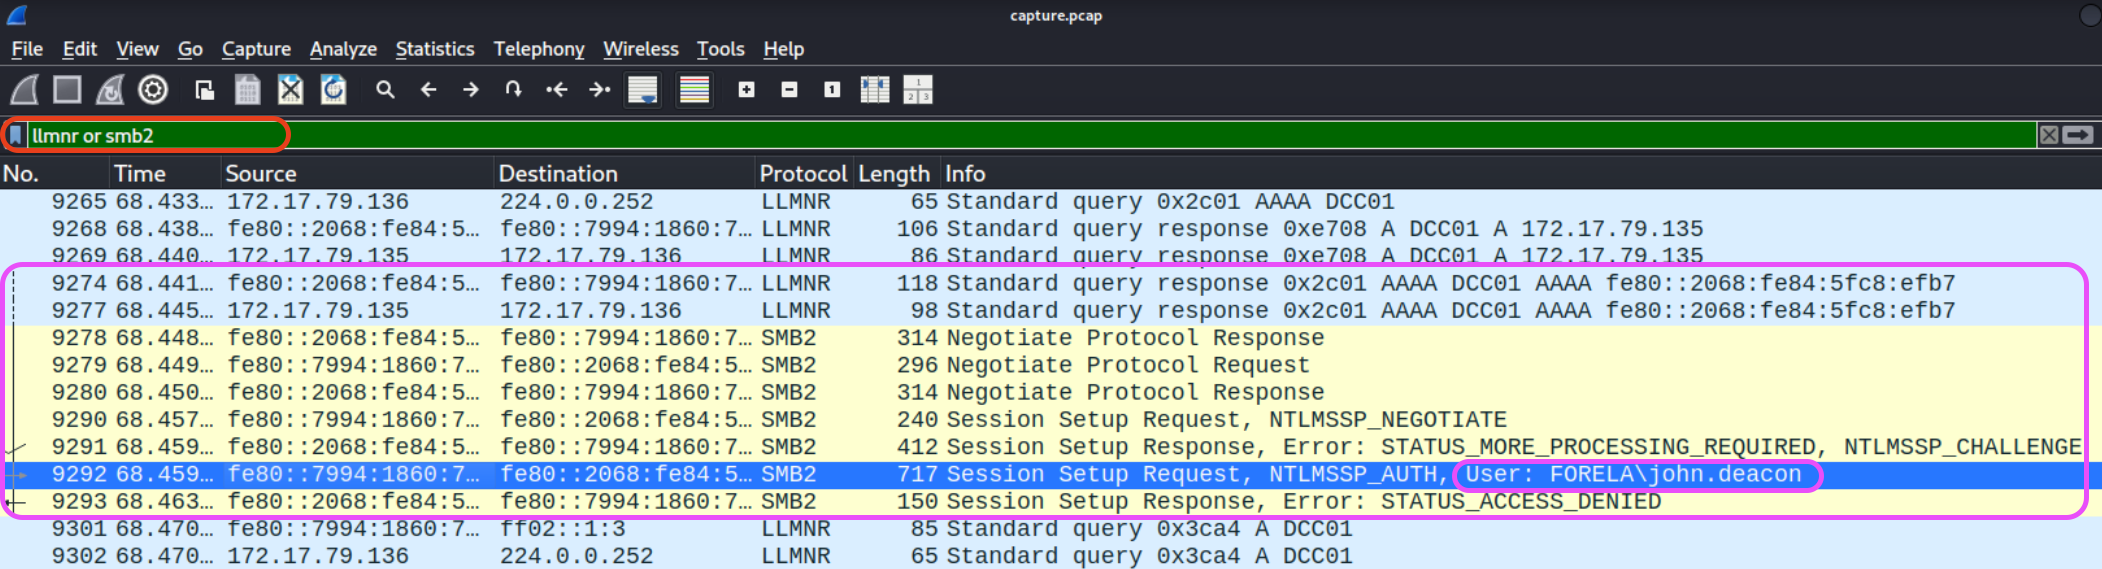 capture.pcap
File Edit View Go Capture Analyze Statistics Telephony Wireless Tools Help
llmnr or smb2
No. Time Source Destination Protocol Length Info
9265 68.433… 172.17.79.136 224.0.0.252 LLMNR 65 Standard query 0x2c01 AAAA DCC01
9268 68.438… fe80::2068:fe84:5… fe80::7994:1860:7… LLMNR 106 Standard query response 0xe708 A DCC01 A 172.17.79.135
9269 68.440… 172.17.79.135 172.17.79.136 LLMNR 86 Standard query response 0xe708 A DCC01 A 172.17.79.135
9274 68.441… fe80::2068:fe84:5… fe80::7994:1860:7… LLMNR 118 Standard query response 0x2c01 AAAA DCC01 AAAA fe80::2068:fe84:5fc8:efb7
9277 68.445… 172.17.79.135 172.17.79.136 LLMNR 98 Standard query response 0x2c01 AAAA DCC01 AAAA fe80::2068:fe84:5fc8:efb7
9278 68.448… fe80::2068:fe84:5… fe80::7994:1860:7… SMB2 314 Negotiate Protocol Response
9279 68.449… fe80::7994:1860:7… fe80::2068:fe84:5… SMB2 296 Negotiate Protocol Request
9280 68.450… fe80::2068:fe84:5… fe80::7994:1860:7… SMB2 314 Negotiate Protocol Response
9290 68.457… fe80::7994:1860:7… fe80::2068:fe84:5… SMB2 240 Session Setup Request, NTLMSSP_NEGOTIATE
9291 68.459… fe80::2068:fe84:5… fe80::7994:1860:7… SMB2 412 Session Setup Response, Error: STATUS_MORE_PROCESSING_REQUIRED, NTLMSSP_CHALLENGE
9292 68.459… fe80::7994:1860:7… fe80::2068:fe84:5… SMB2 717 Session Setup Request, NTLMSSP_AUTH, User: FORELA\john.deacon
9293 68.463… fe80::2068:fe84:5… fe80::7994:1860:7… SMB2 150 Session Setup Response, Error: STATUS_ACCESS_DENIED
9301 68.470… fe80::7994:1860:7… ff02::1:3 LLMNR 85 Standard query 0x3ca4 A DCC01
9302 68.470… 172.17.79.136 224.0.0.252 LLMNR 65 Standard query 0x3ca4 A DCC01